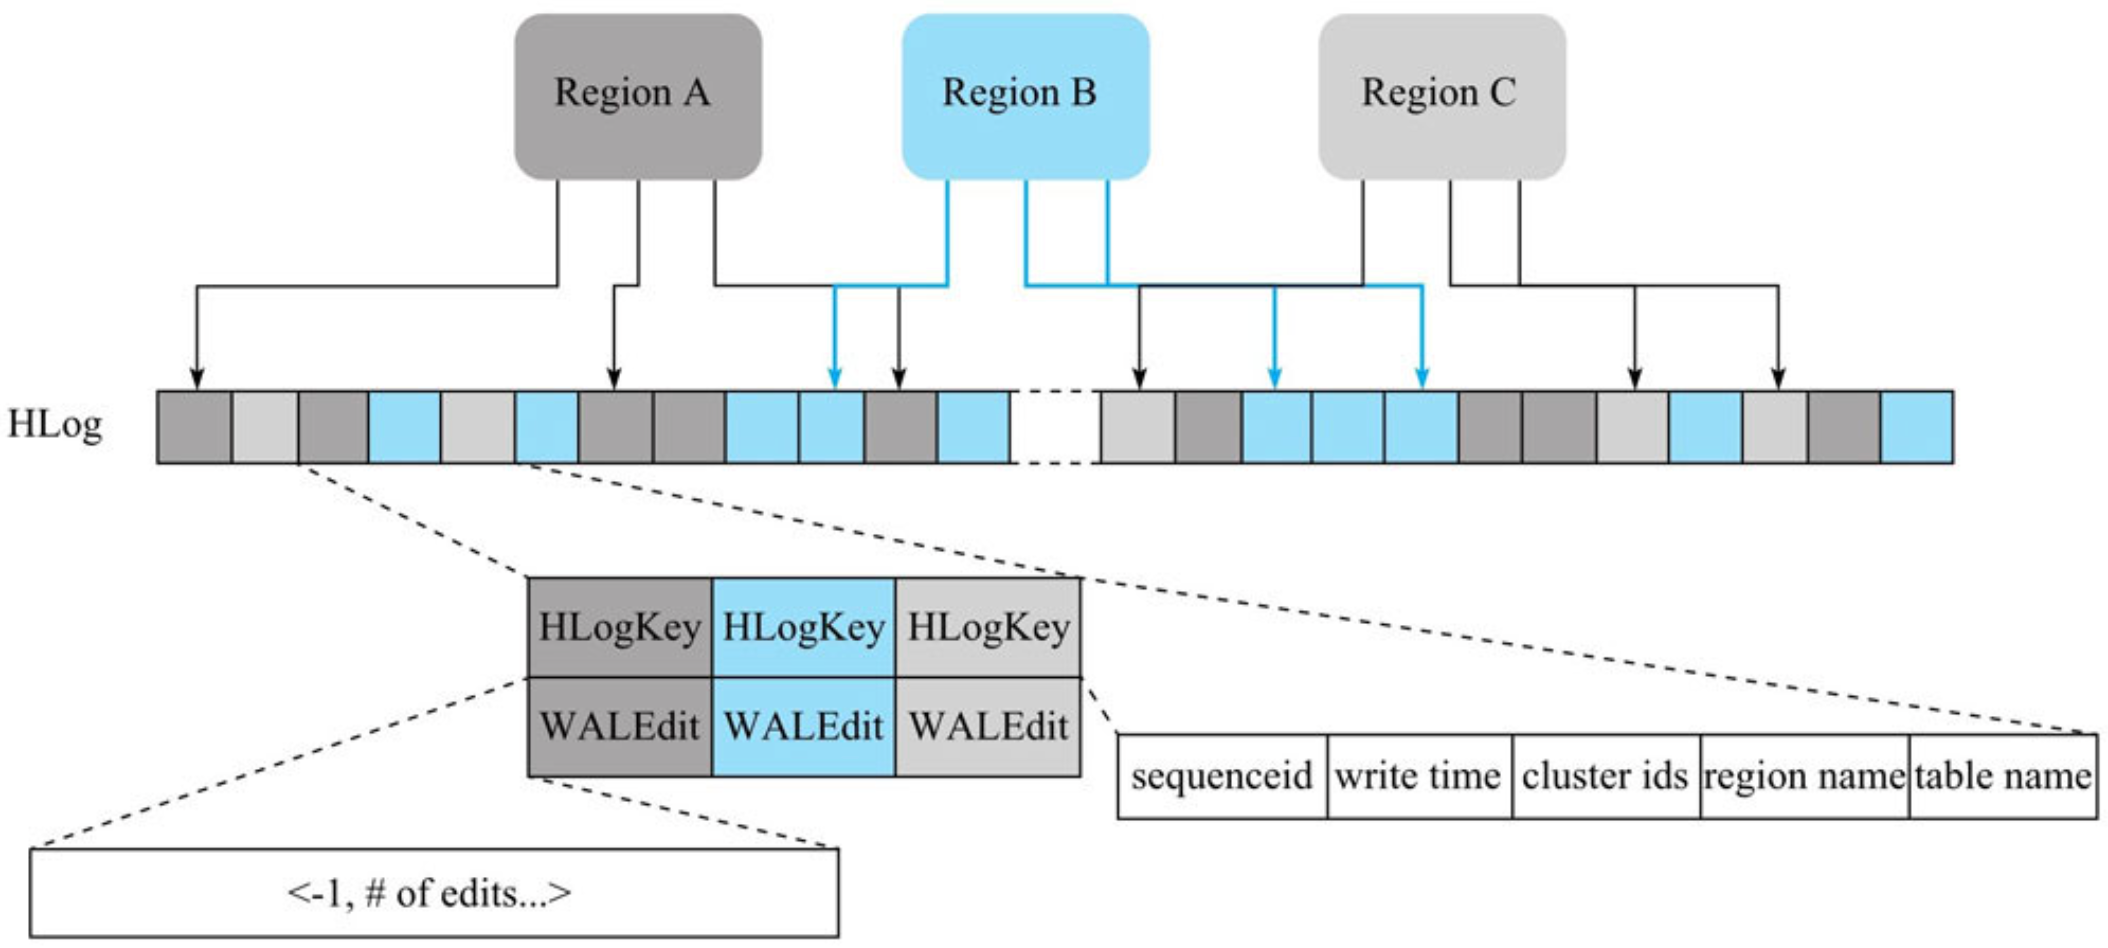 Region A
Region B
Region C
HLog
HLogKey HLogKey HLogKey
WALEdit WALEdit WALEdit
sequenceid write time cluster ids region name table name
<-1, # of edits...>